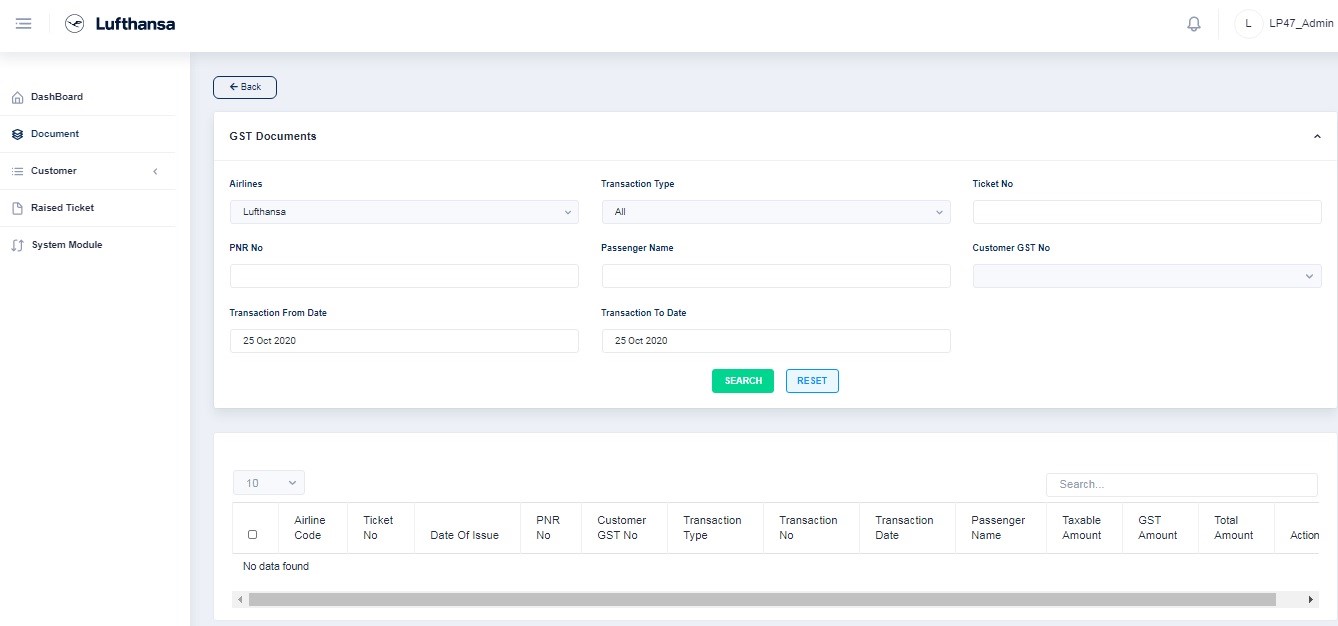 Lufthansa
L LP47_Admin
DashBoard
Document
Customer
Raised Ticket
System Module
Back
GST Documents
Airlines
Transaction Type
Ticket No
Lufthansa
All
PNR No
Passenger Name
Customer GST No
Transaction From Date
Transaction To Date
25 Oct 2020
25 Oct 2020
SEARCH
RESET
10
Search...
Airline
Code
Ticket
No
Date Of Issue
PNR
No
Customer
GST No
Transaction
Type
Transaction
No
Transaction
Date
Passenger
Name
Taxable
Amount
GST
Amount
Total
Amount
Action
No data found